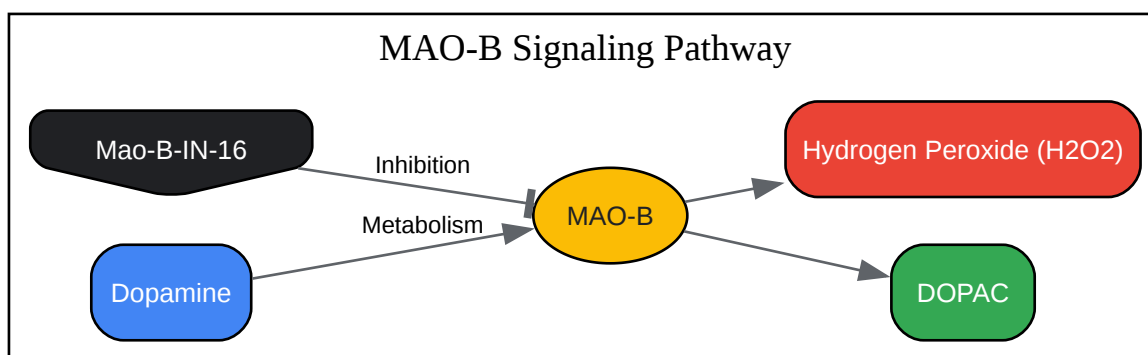 MAO-B Signaling Pathway
Mao-B-IN-16
Inhibition
Hydrogen Peroxide (H2O2)
MAO-B
Metabolism
Dopamine
DOPAC